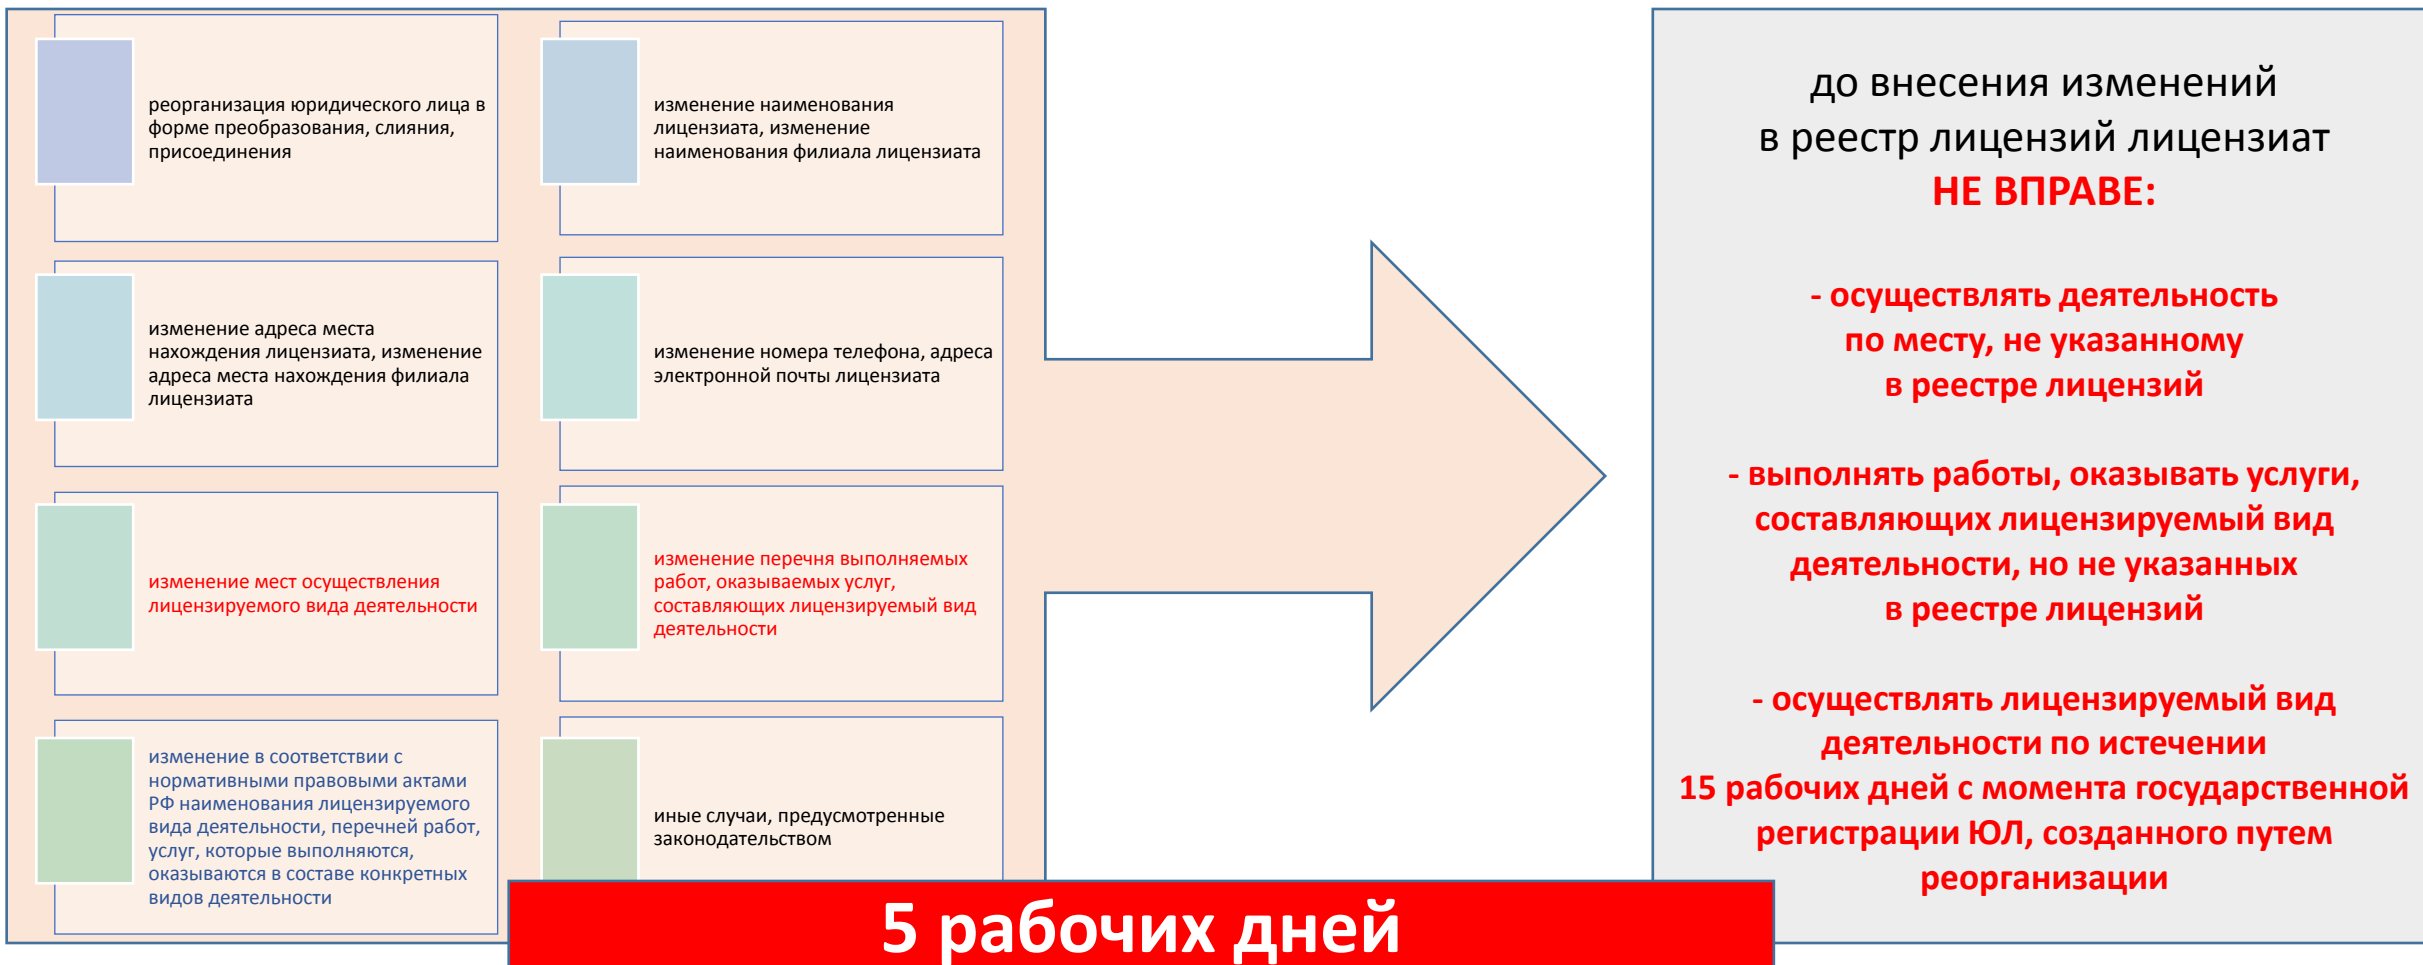 реорганизация юридического лица в
форме преобразования, слияния,
присоединения
изменение наименования
лицензиата, изменение
наименования филиала лицензиата
изменение адреса места
нахождения лицензиата, изменение
адреса места нахождения филиала
лицензиата
изменение номера телефона, адреса
электронной почты лицензиата
изменение мест осуществления
лицензируемого вида деятельности
изменение перечня выполняемых
работ, оказываемых услуг,
составляющих лицензируемый вид
деятельности
изменение в соответствии с
нормативными правовыми актами
РФ наименования лицензируемого
вида деятельности, перечней работ,
услуг, которые выполняются,
оказываются в составе конкретных
видов деятельности
иные случаи, предусмотренные
законодательством
5 рабочих дней
до внесения изменений
в реестр лицензий лицензиат
НЕ ВПРАВЕ:
- осуществлять деятельность
по месту, не указанному
в реестре лицензий
- выполнять работы, оказывать услуги,
составляющих лицензируемый вид
деятельности, но не указанных
в реестре лицензий
- осуществлять лицензируемый вид
деятельности по истечении
15 рабочих дней с момента государственной
регистрации ЮЛ, созданного путем
реорганизации